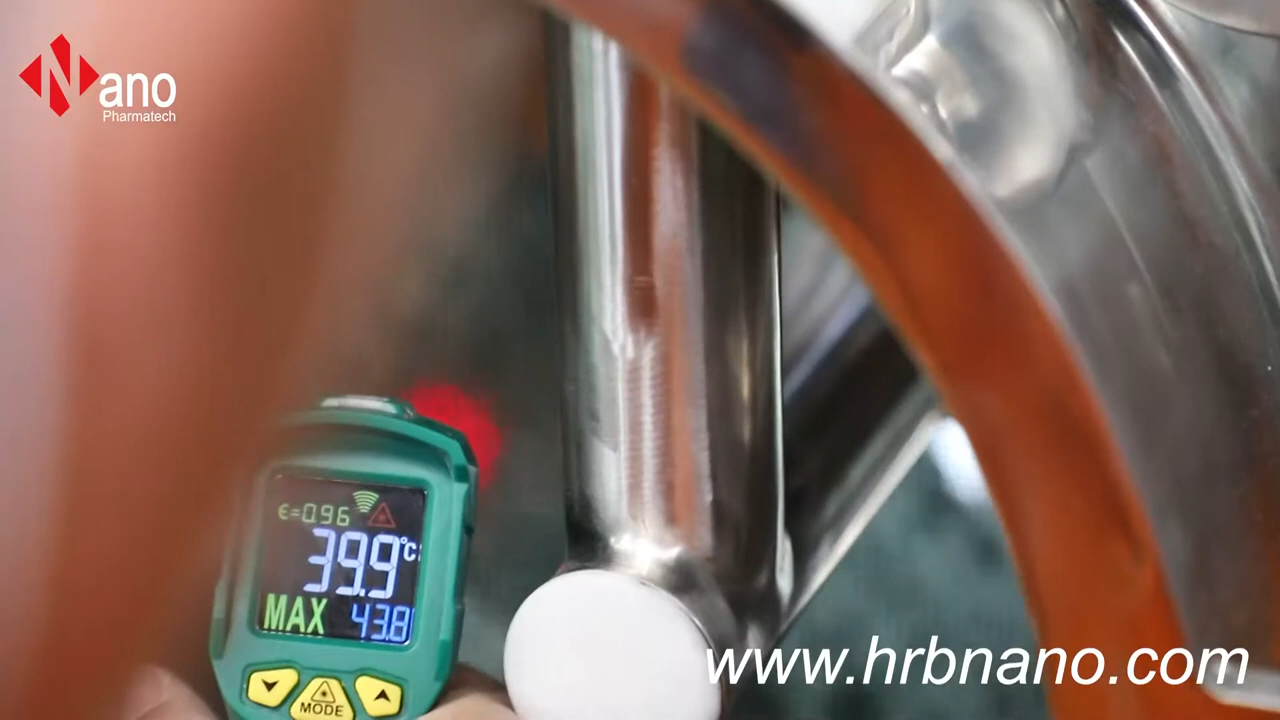 Nano
Pharmatech
ε=0.96
39.9°C
MAX 43.8
MODE
www.hrbnano.com